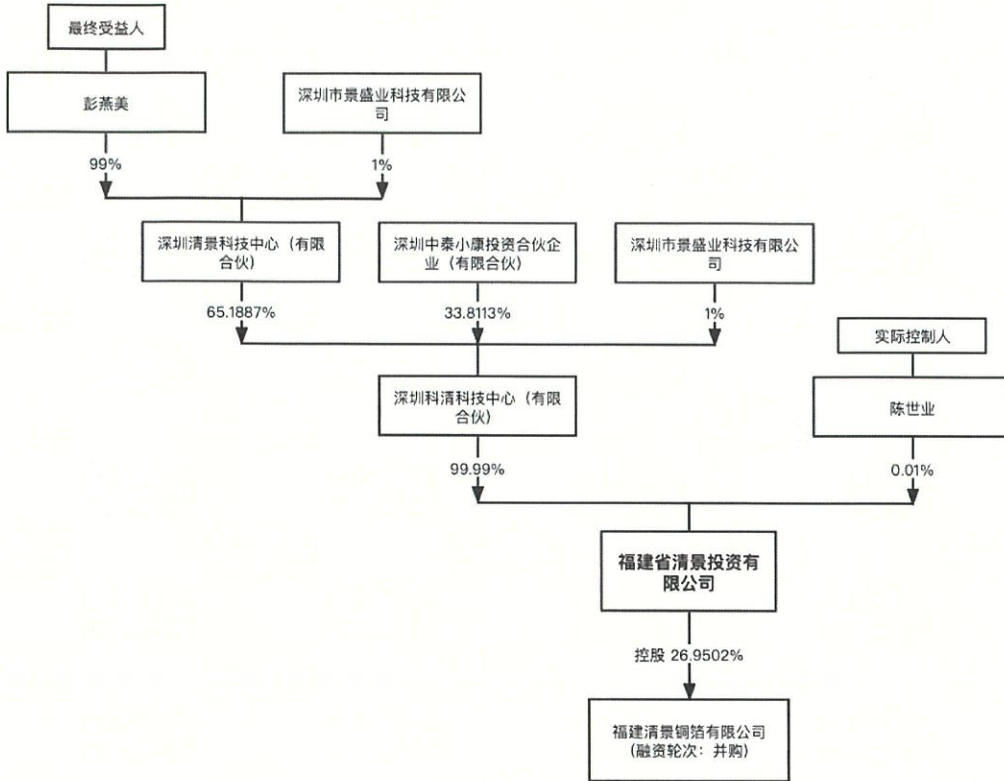 最终受益人
彭燕美
深圳市景盛业科技有限公
司
99%
1%
深圳清景科技中心（有限
合伙）
深圳中泰小康投资合伙企
业（有限合伙）
深圳市景盛业科技有限公
司
65.1887%
33.8113%
1%
实际控制人
深圳科清科技中心（有限
合伙）
陈世业
99.99%
0.01%
福建省清景投资有
限公司
控股 26.9502%
福建清景铜箔有限公司
(融资轮次：并购)